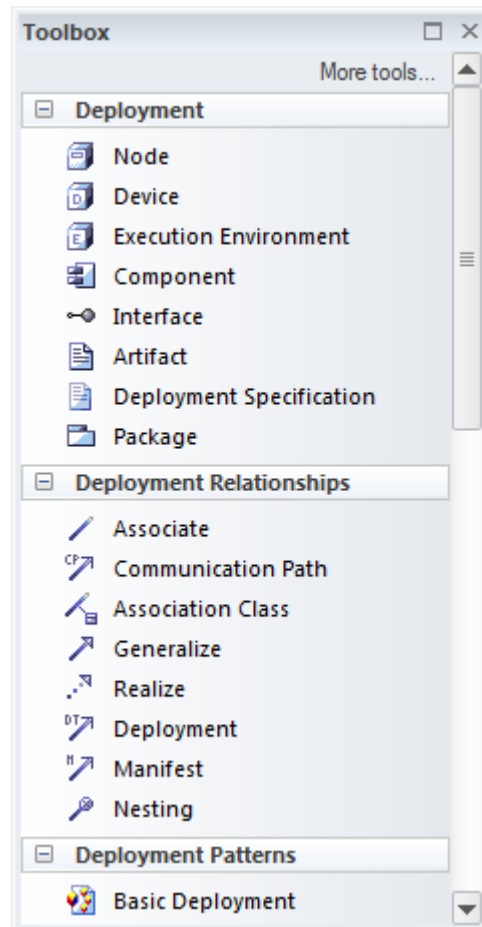 Toolbox
More tools...
Deployment
Node
Device
Execution Environment
Component
Interface
Artifact
Deployment Specification
Package
Deployment Relationships
Associate
Communication Path
Association Class
Generalize
Realize
Deployment
Manifest
Nesting
Deployment Patterns
Basic Deployment